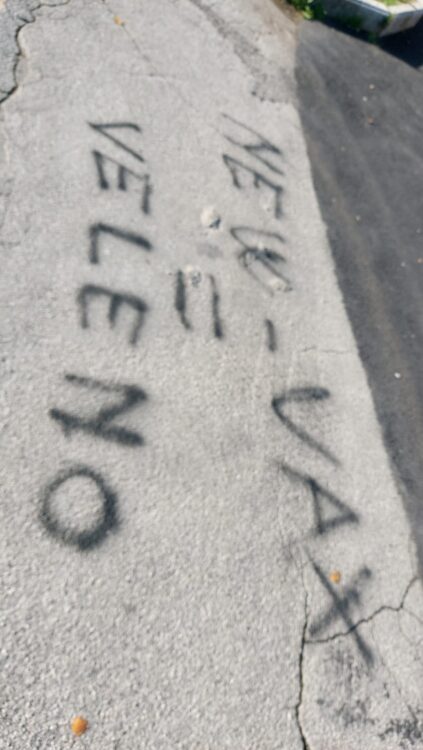 NEW-VAX
=
VELENO